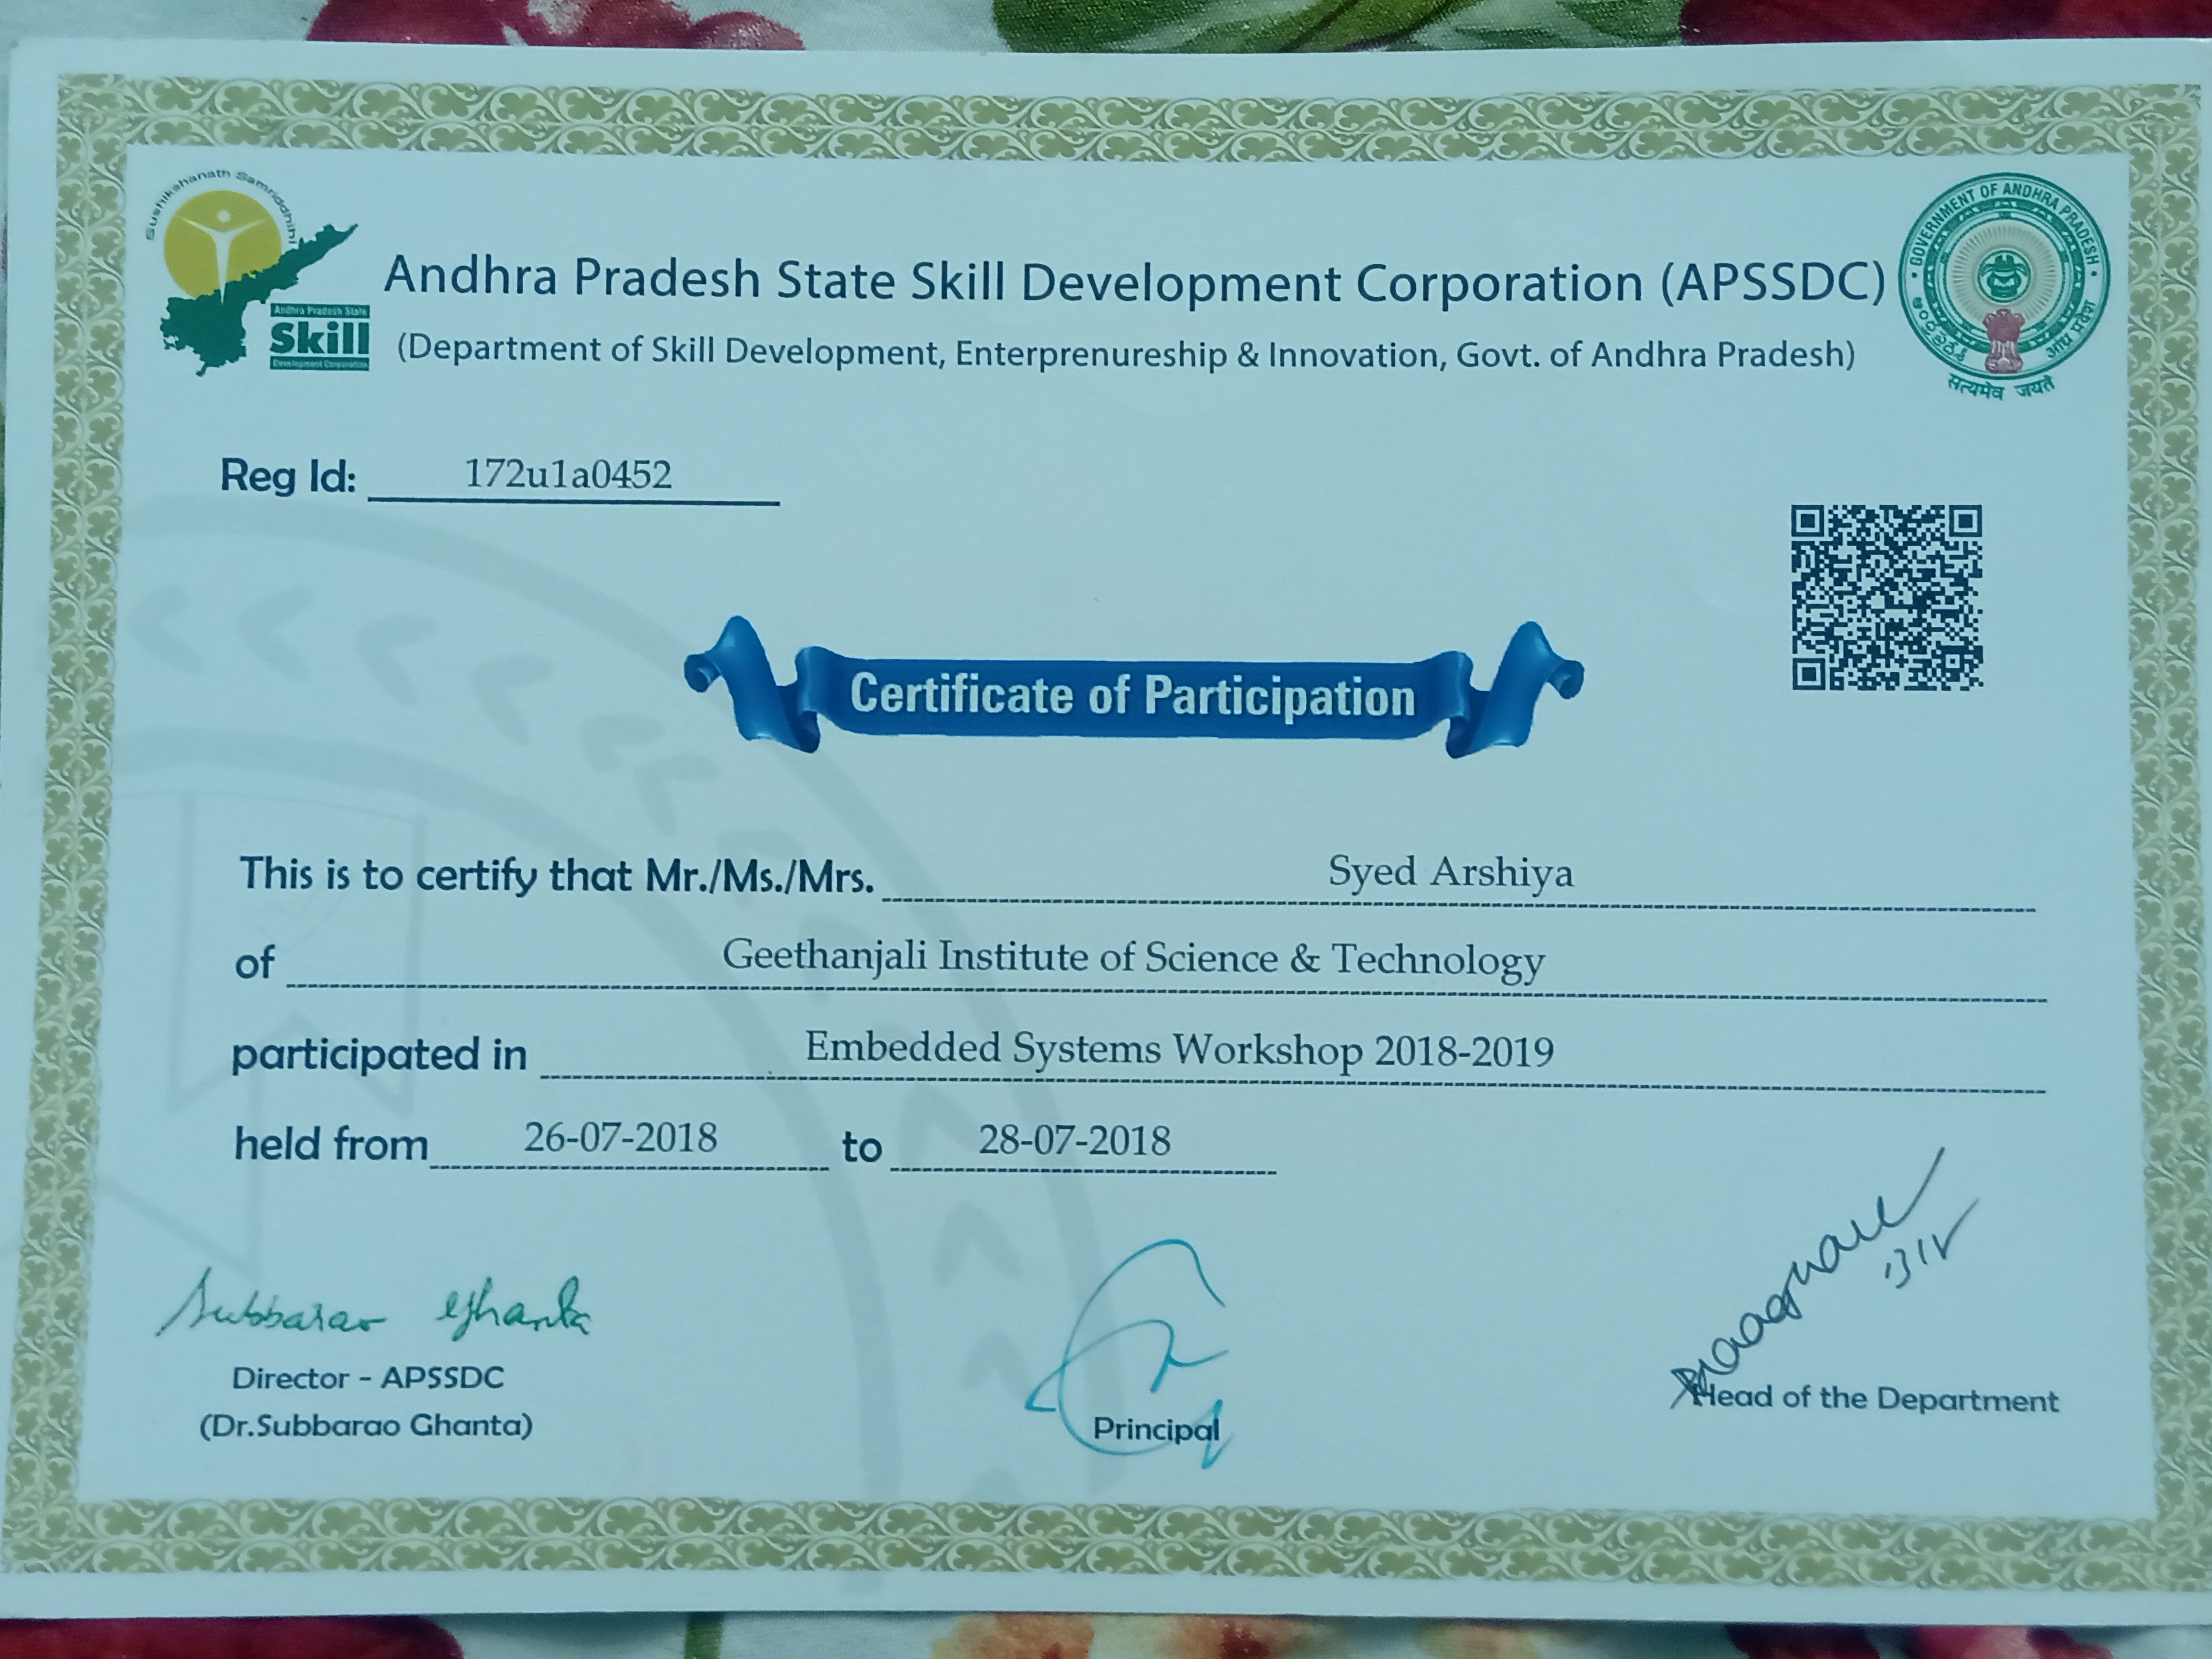 Sushikshanath Samriddhihi
Andhra Pradesh State
Skill
Development Corporation
Andhra Pradesh State Skill Development Corporation (APSSDC)
(Department of Skill Development, Enterprenureship & Innovation, Govt. of Andhra Pradesh)
GOVERNMENT OF ANDHRA PRADESH
ఆంధ్రప్రదేశ్
आंध्र प्रदेश
सत्यमेव जयते
Reg Id: 172u1a0452
Certificate of Participation
This is to certify that Mr./Ms./Mrs. Syed Arshiya
of Geethanjali Institute of Science & Technology
participated in Embedded Systems Workshop 2018-2019
held from 26-07-2018 to 28-07-2018
Subbarao Ghanta
Director - APSSDC
(Dr.Subbarao Ghanta)
Principal
Head of the Department